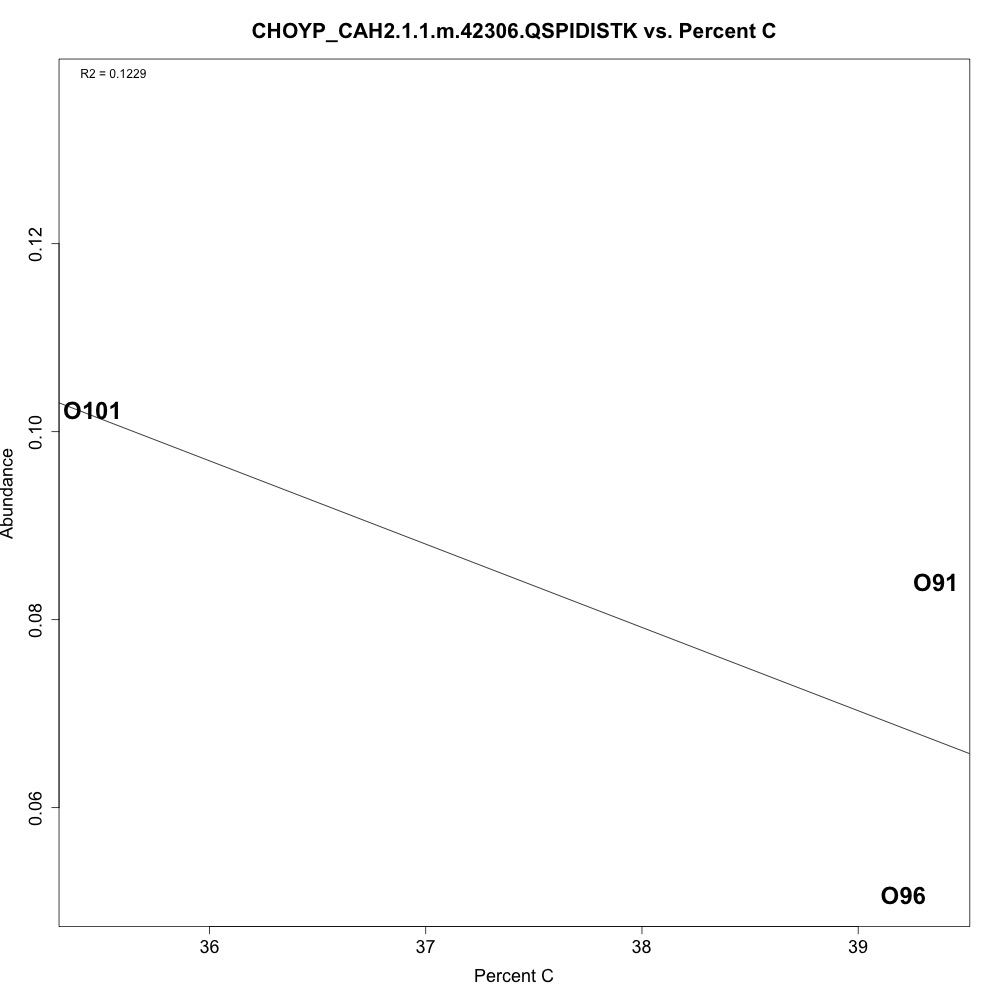 CHOYP_CAH2.1.1.m.42306.QSPIDISTK vs. Percent C
R2 = 0.1229
0.12
O101
0.10
Abundance
O91
0.08
0.06
O96
36 37 38 39
Percent C